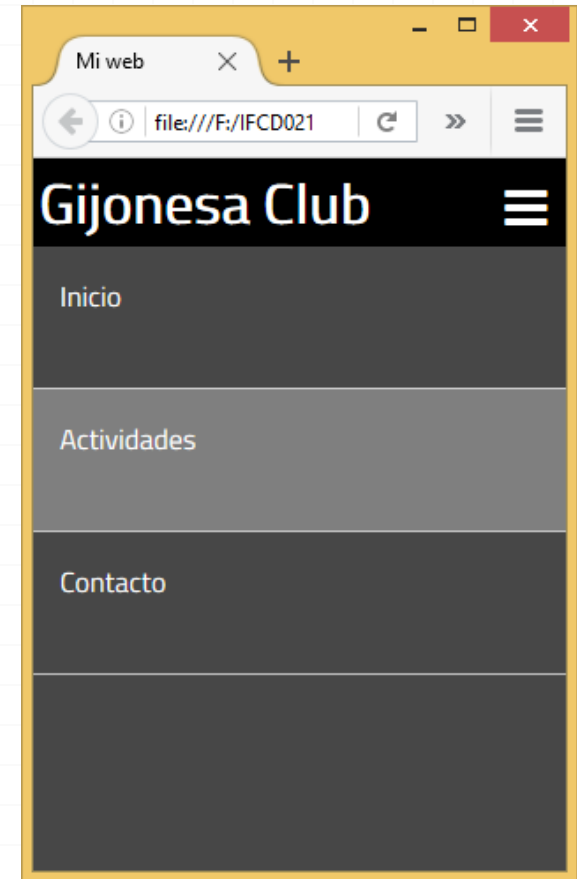 Mi web
file:///F:/IFCD021
Gijonesa Club
Inicio
Actividades
Contacto